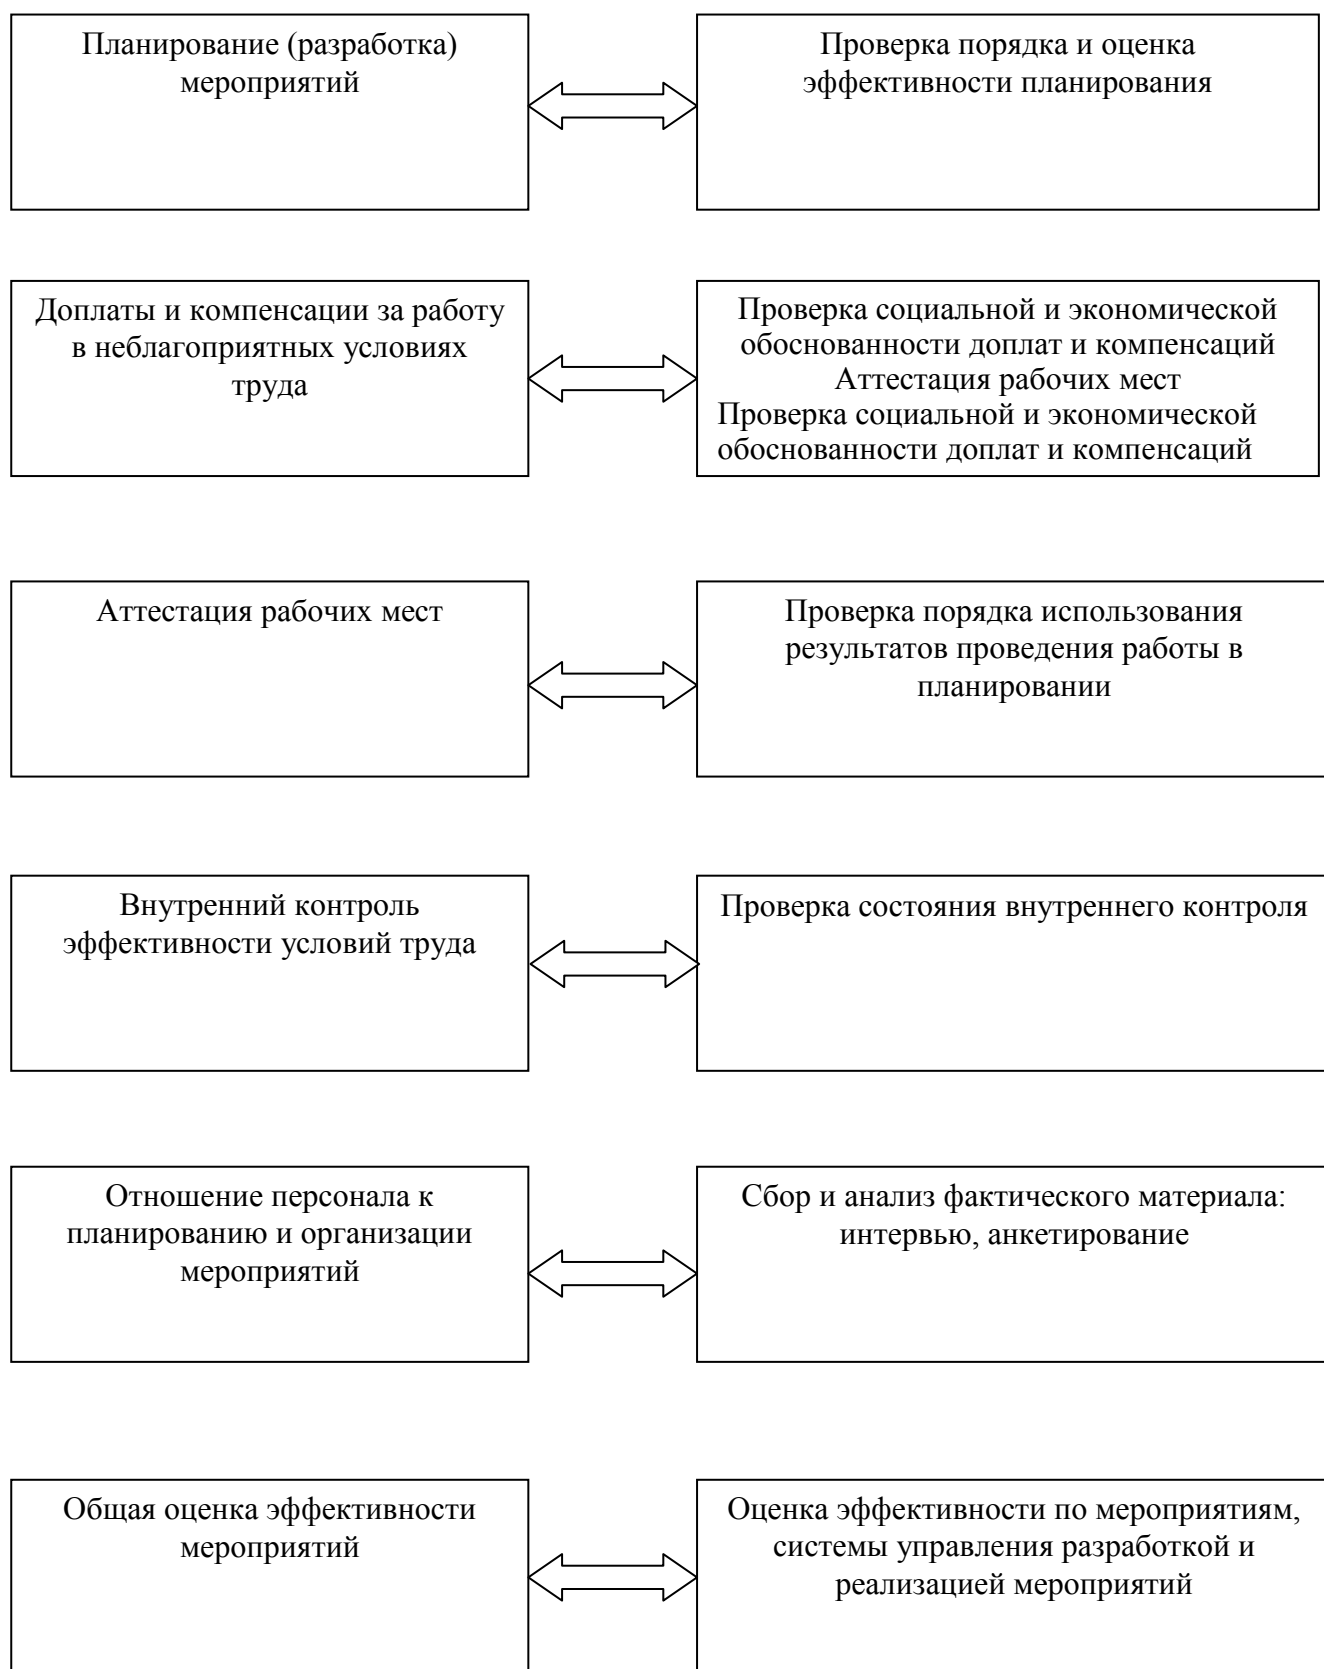 Планирование (разработка)
мероприятий
Проверка порядка и оценка
эффективности планирования
Доплаты и компенсации за работу
в неблагоприятных условиях
труда
Проверка социальной и экономической
обоснованности доплат и компенсаций
Аттестация рабочих мест
Проверка социальной и экономической
обоснованности доплат и компенсаций
Аттестация рабочих мест
Проверка порядка использования
результатов проведения работы в
планировании
Внутренний контроль
эффективности условий труда
Проверка состояния внутреннего контроля
Отношение персонала к
планированию и организации
мероприятий
Сбор и анализ фактического материала:
интервью, анкетирование
Общая оценка эффективности
мероприятий
Оценка эффективности по мероприятиям,
системы управления разработкой и
реализацией мероприятий